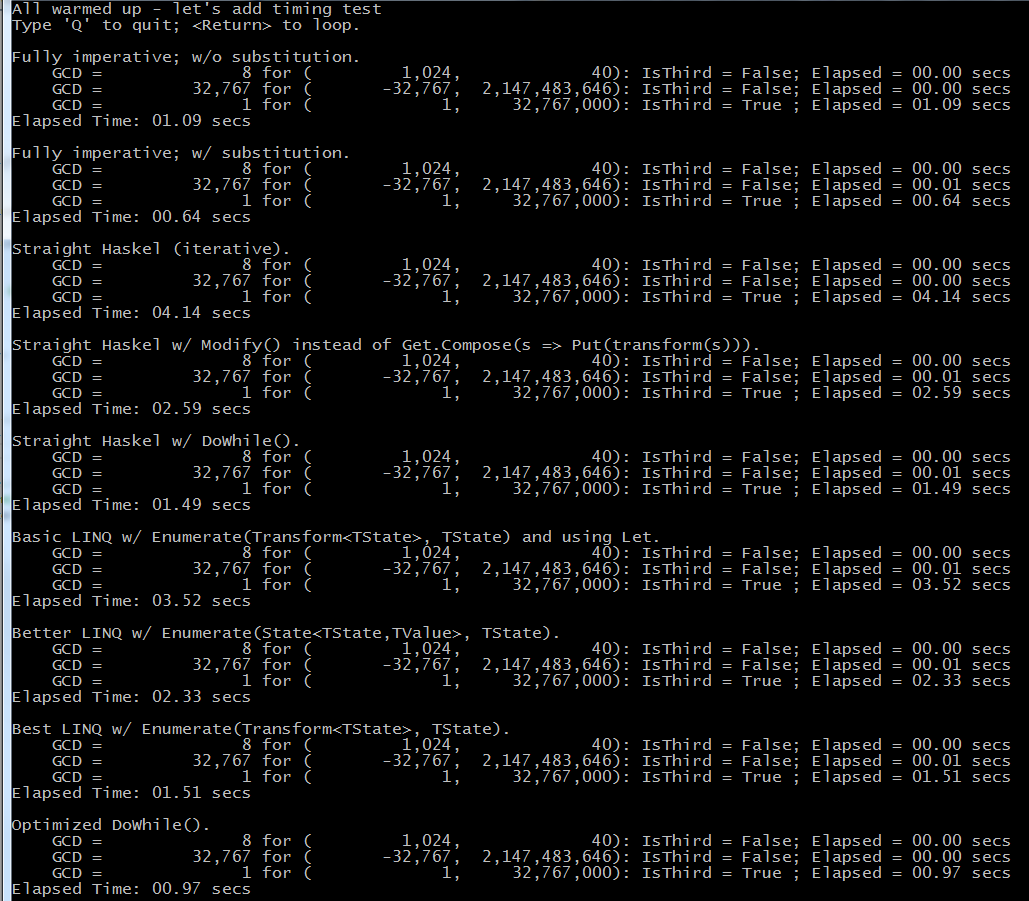 All warmed up - let's add timing test
Type 'Q' to quit; <Return> to loop.
Fully imperative; w/o substitution.
    GCD =              8 for (         1,024,             40): IsThird = False; Elapsed = 00.00 secs
    GCD =         32,767 for (       -32,767,  2,147,483,646): IsThird = False; Elapsed = 00.00 secs
    GCD =              1 for (             1,     32,767,000): IsThird = True ; Elapsed = 01.09 secs
Elapsed Time: 01.09 secs
Fully imperative; w/ substitution.
    GCD =              8 for (         1,024,             40): IsThird = False; Elapsed = 00.00 secs
    GCD =         32,767 for (       -32,767,  2,147,483,646): IsThird = False; Elapsed = 00.01 secs
    GCD =              1 for (             1,     32,767,000): IsThird = True ; Elapsed = 00.64 secs
Elapsed Time: 00.64 secs
Straight Haskel (iterative).
    GCD =              8 for (         1,024,             40): IsThird = False; Elapsed = 00.00 secs
    GCD =         32,767 for (       -32,767,  2,147,483,646): IsThird = False; Elapsed = 00.00 secs
    GCD =              1 for (             1,     32,767,000): IsThird = True ; Elapsed = 04.14 secs
Elapsed Time: 04.14 secs
Straight Haskel w/ Modify() instead of Get.Compose(s => Put(transform(s))).
    GCD =              8 for (         1,024,             40): IsThird = False; Elapsed = 00.00 secs
    GCD =         32,767 for (       -32,767,  2,147,483,646): IsThird = False; Elapsed = 00.01 secs
    GCD =              1 for (             1,     32,767,000): IsThird = True ; Elapsed = 02.59 secs
Elapsed Time: 02.59 secs
Straight Haskel w/ DoWhile().
    GCD =              8 for (         1,024,             40): IsThird = False; Elapsed = 00.00 secs
    GCD =         32,767 for (       -32,767,  2,147,483,646): IsThird = False; Elapsed = 00.01 secs
    GCD =              1 for (             1,     32,767,000): IsThird = True ; Elapsed = 01.49 secs
Elapsed Time: 01.49 secs
Basic LINQ w/ Enumerate(Transform<TState>, TState) and using Let.
    GCD =              8 for (         1,024,             40): IsThird = False; Elapsed = 00.00 secs
    GCD =         32,767 for (       -32,767,  2,147,483,646): IsThird = False; Elapsed = 00.01 secs
    GCD =              1 for (             1,     32,767,000): IsThird = True ; Elapsed = 03.52 secs
Elapsed Time: 03.52 secs
Better LINQ w/ Enumerate(State<TState,TValue>, TState).
    GCD =              8 for (         1,024,             40): IsThird = False; Elapsed = 00.00 secs
    GCD =         32,767 for (       -32,767,  2,147,483,646): IsThird = False; Elapsed = 00.01 secs
    GCD =              1 for (             1,     32,767,000): IsThird = True ; Elapsed = 02.33 secs
Elapsed Time: 02.33 secs
Best LINQ w/ Enumerate(Transform<TState>, TState).
    GCD =              8 for (         1,024,             40): IsThird = False; Elapsed = 00.00 secs
    GCD =         32,767 for (       -32,767,  2,147,483,646): IsThird = False; Elapsed = 00.01 secs
    GCD =              1 for (             1,     32,767,000): IsThird = True ; Elapsed = 01.51 secs
Elapsed Time: 01.51 secs
Optimized DoWhile().
    GCD =              8 for (         1,024,             40): IsThird = False; Elapsed = 00.00 secs
    GCD =         32,767 for (       -32,767,  2,147,483,646): IsThird = False; Elapsed = 00.00 secs
    GCD =              1 for (             1,     32,767,000): IsThird = True ; Elapsed = 00.97 secs
Elapsed Time: 00.97 secs